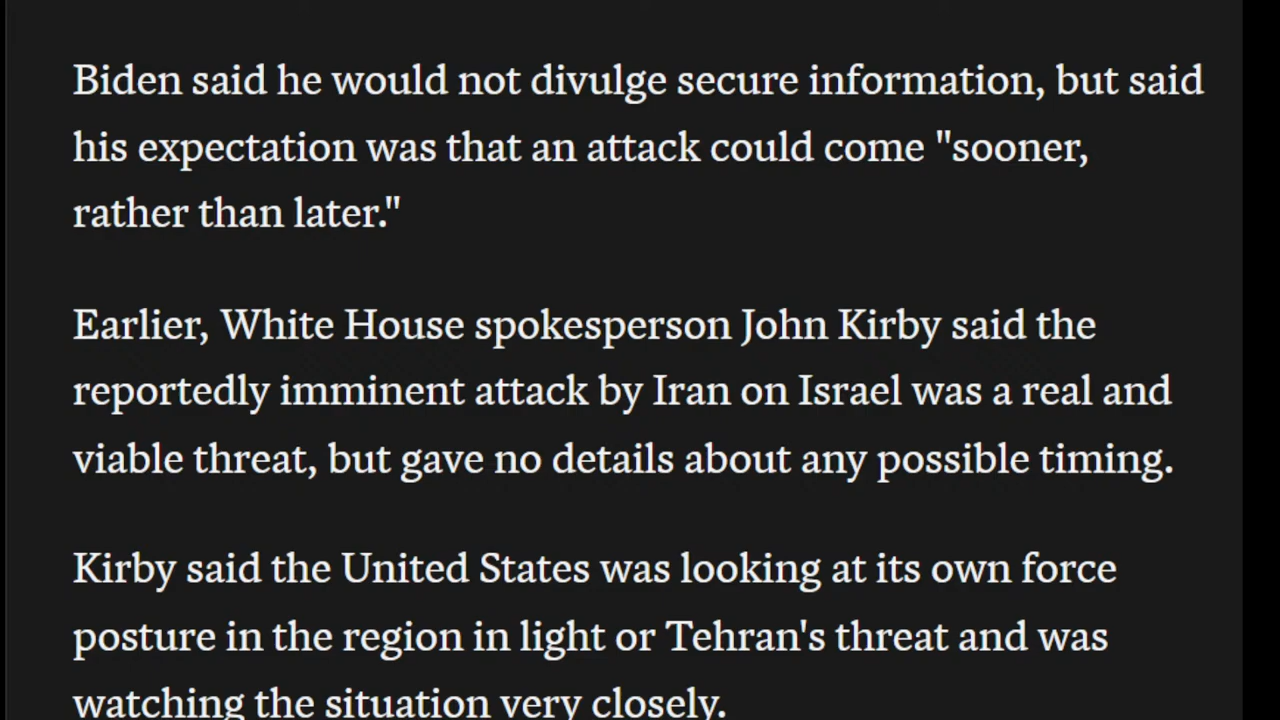 Biden said he would not divulge secure information, but said
his expectation was that an attack could come "sooner,
rather than later."
Earlier, White House spokesperson John Kirby said the
reportedly imminent attack by Iran on Israel was a real and
viable threat, but gave no details about any possible timing.
Kirby said the United States was looking at its own force
posture in the region in light or Tehran's threat and was
watching the situation very closely.